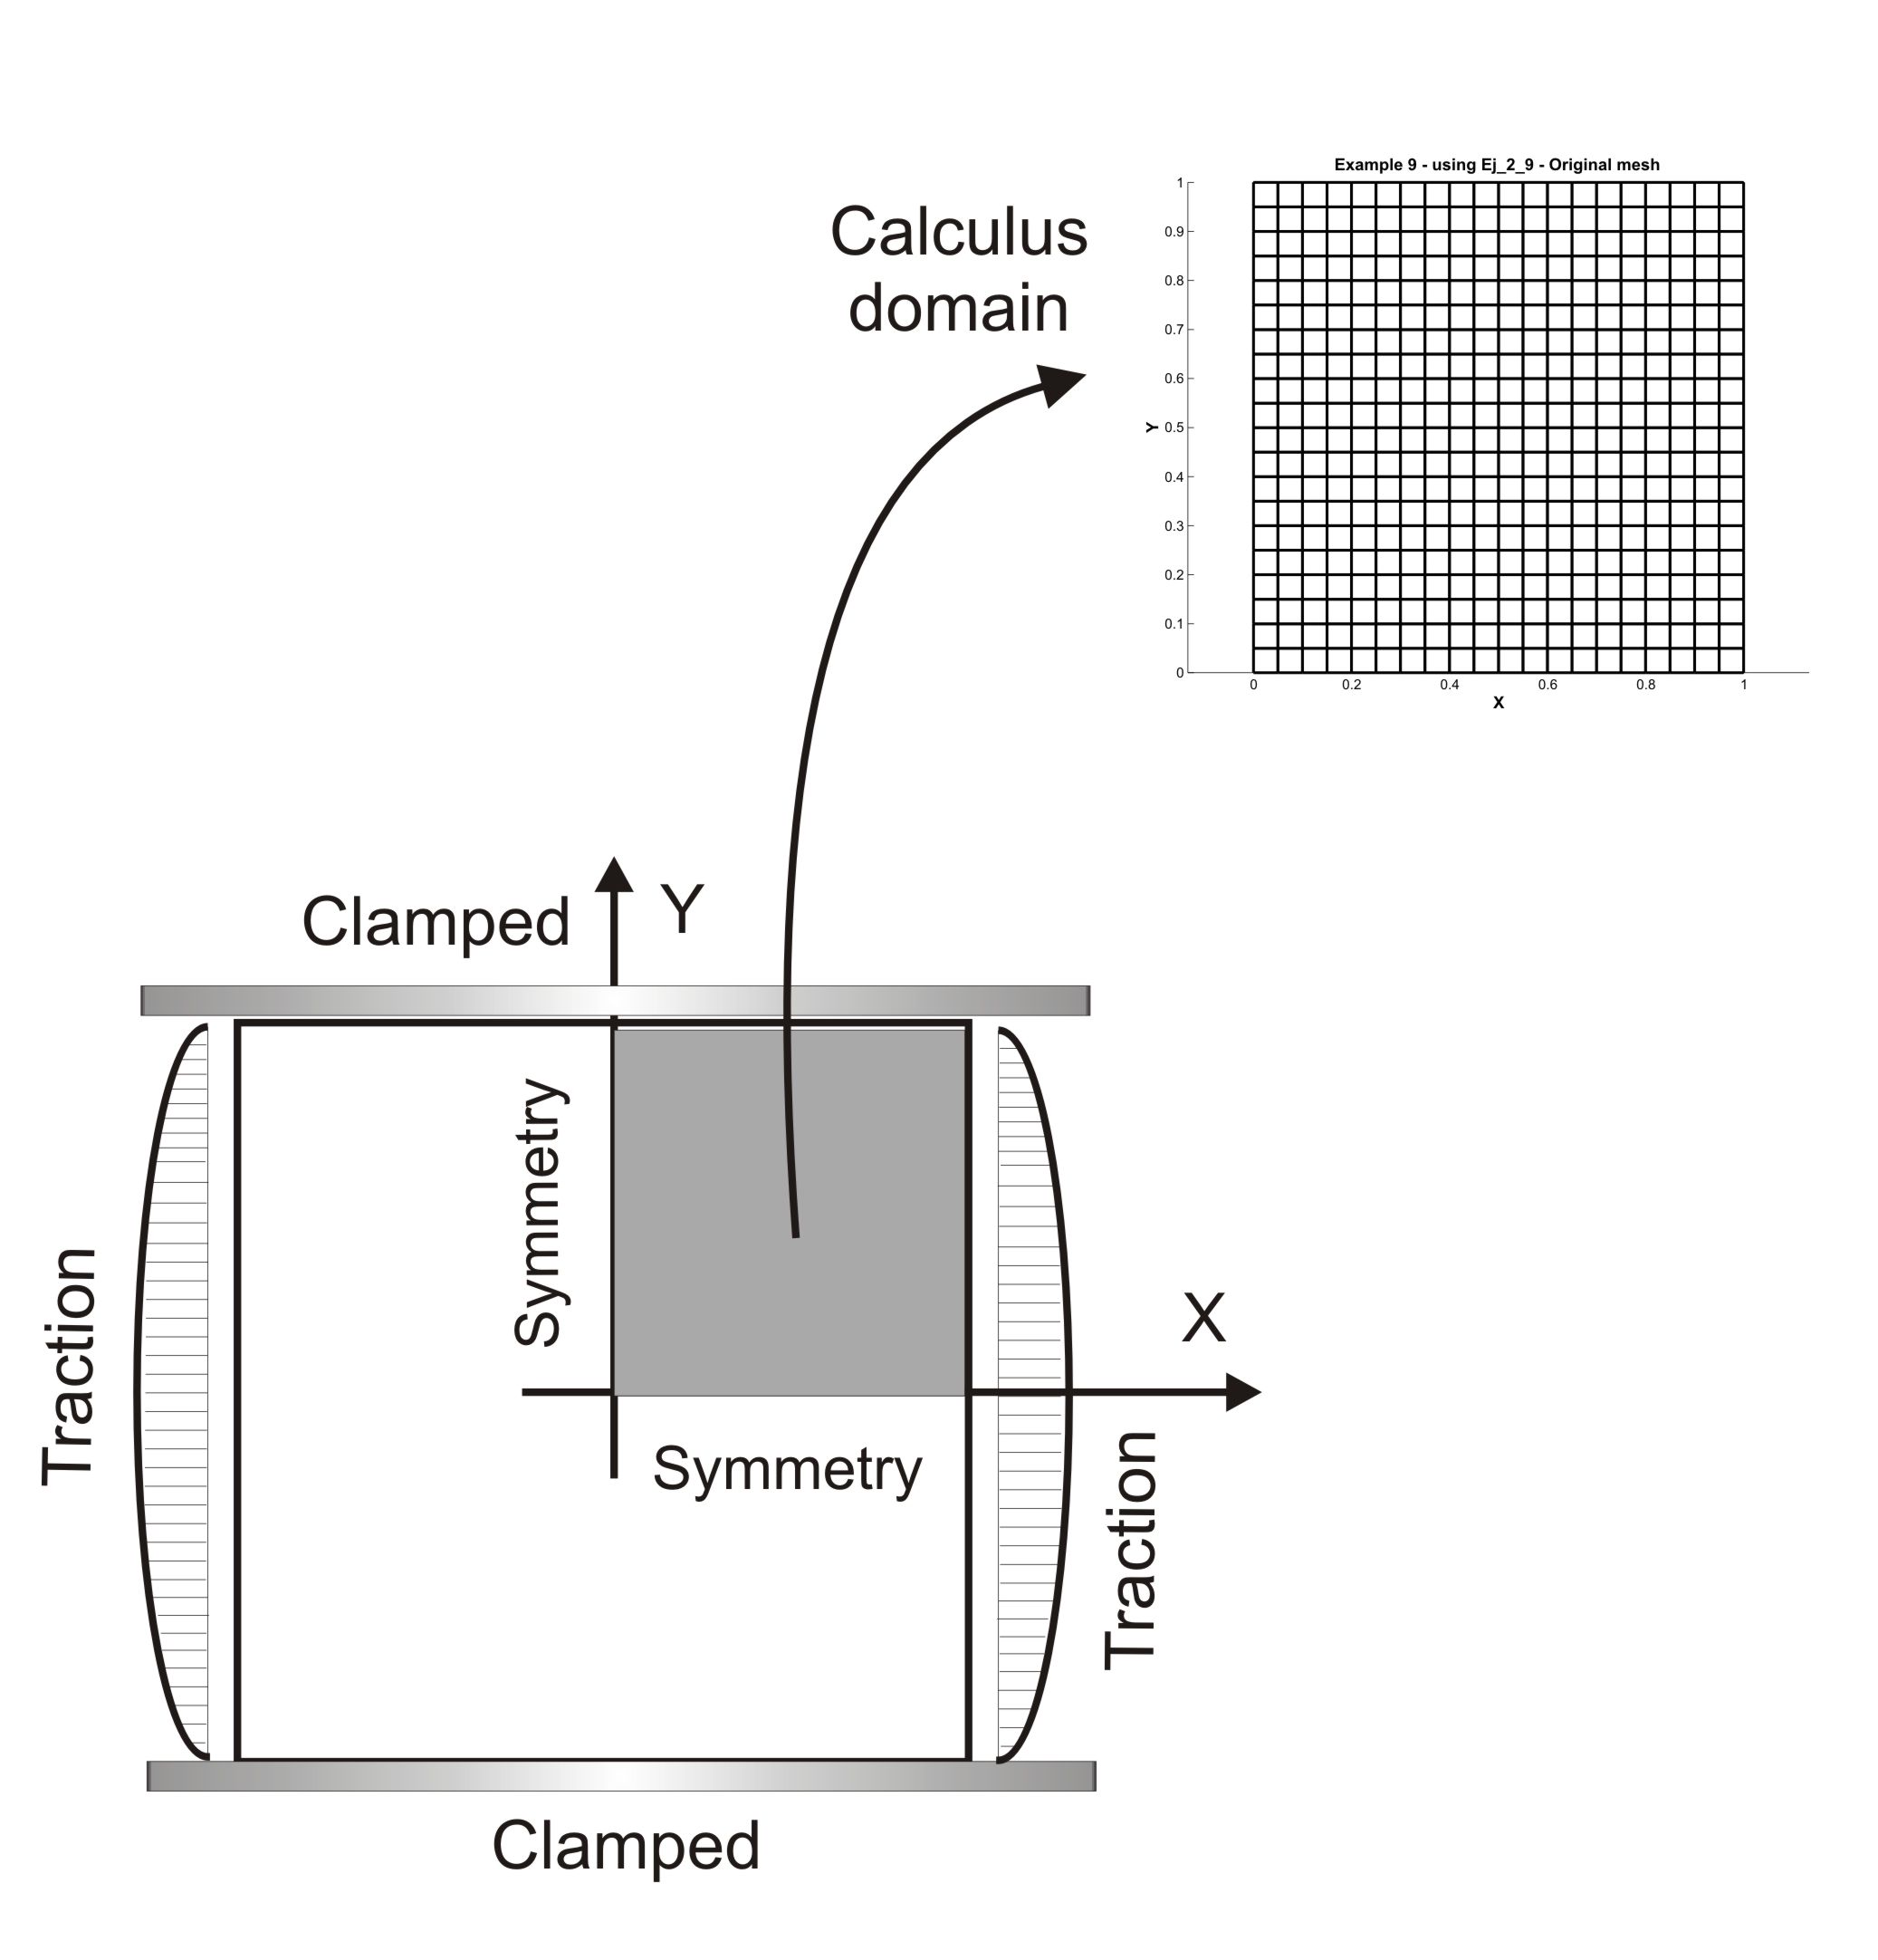 Example 9 - using Ej_2_9 - Original mesh
Calculus
domain
1
0.9
0.8
0.7
0.6
0.5
0.4
0.3
0.2
0.1
0
Y
0
0.2
0.4
0.6
0.8
1
X
Clamped
Y
Symmetry
Traction
X
Symmetry
Traction
Clamped